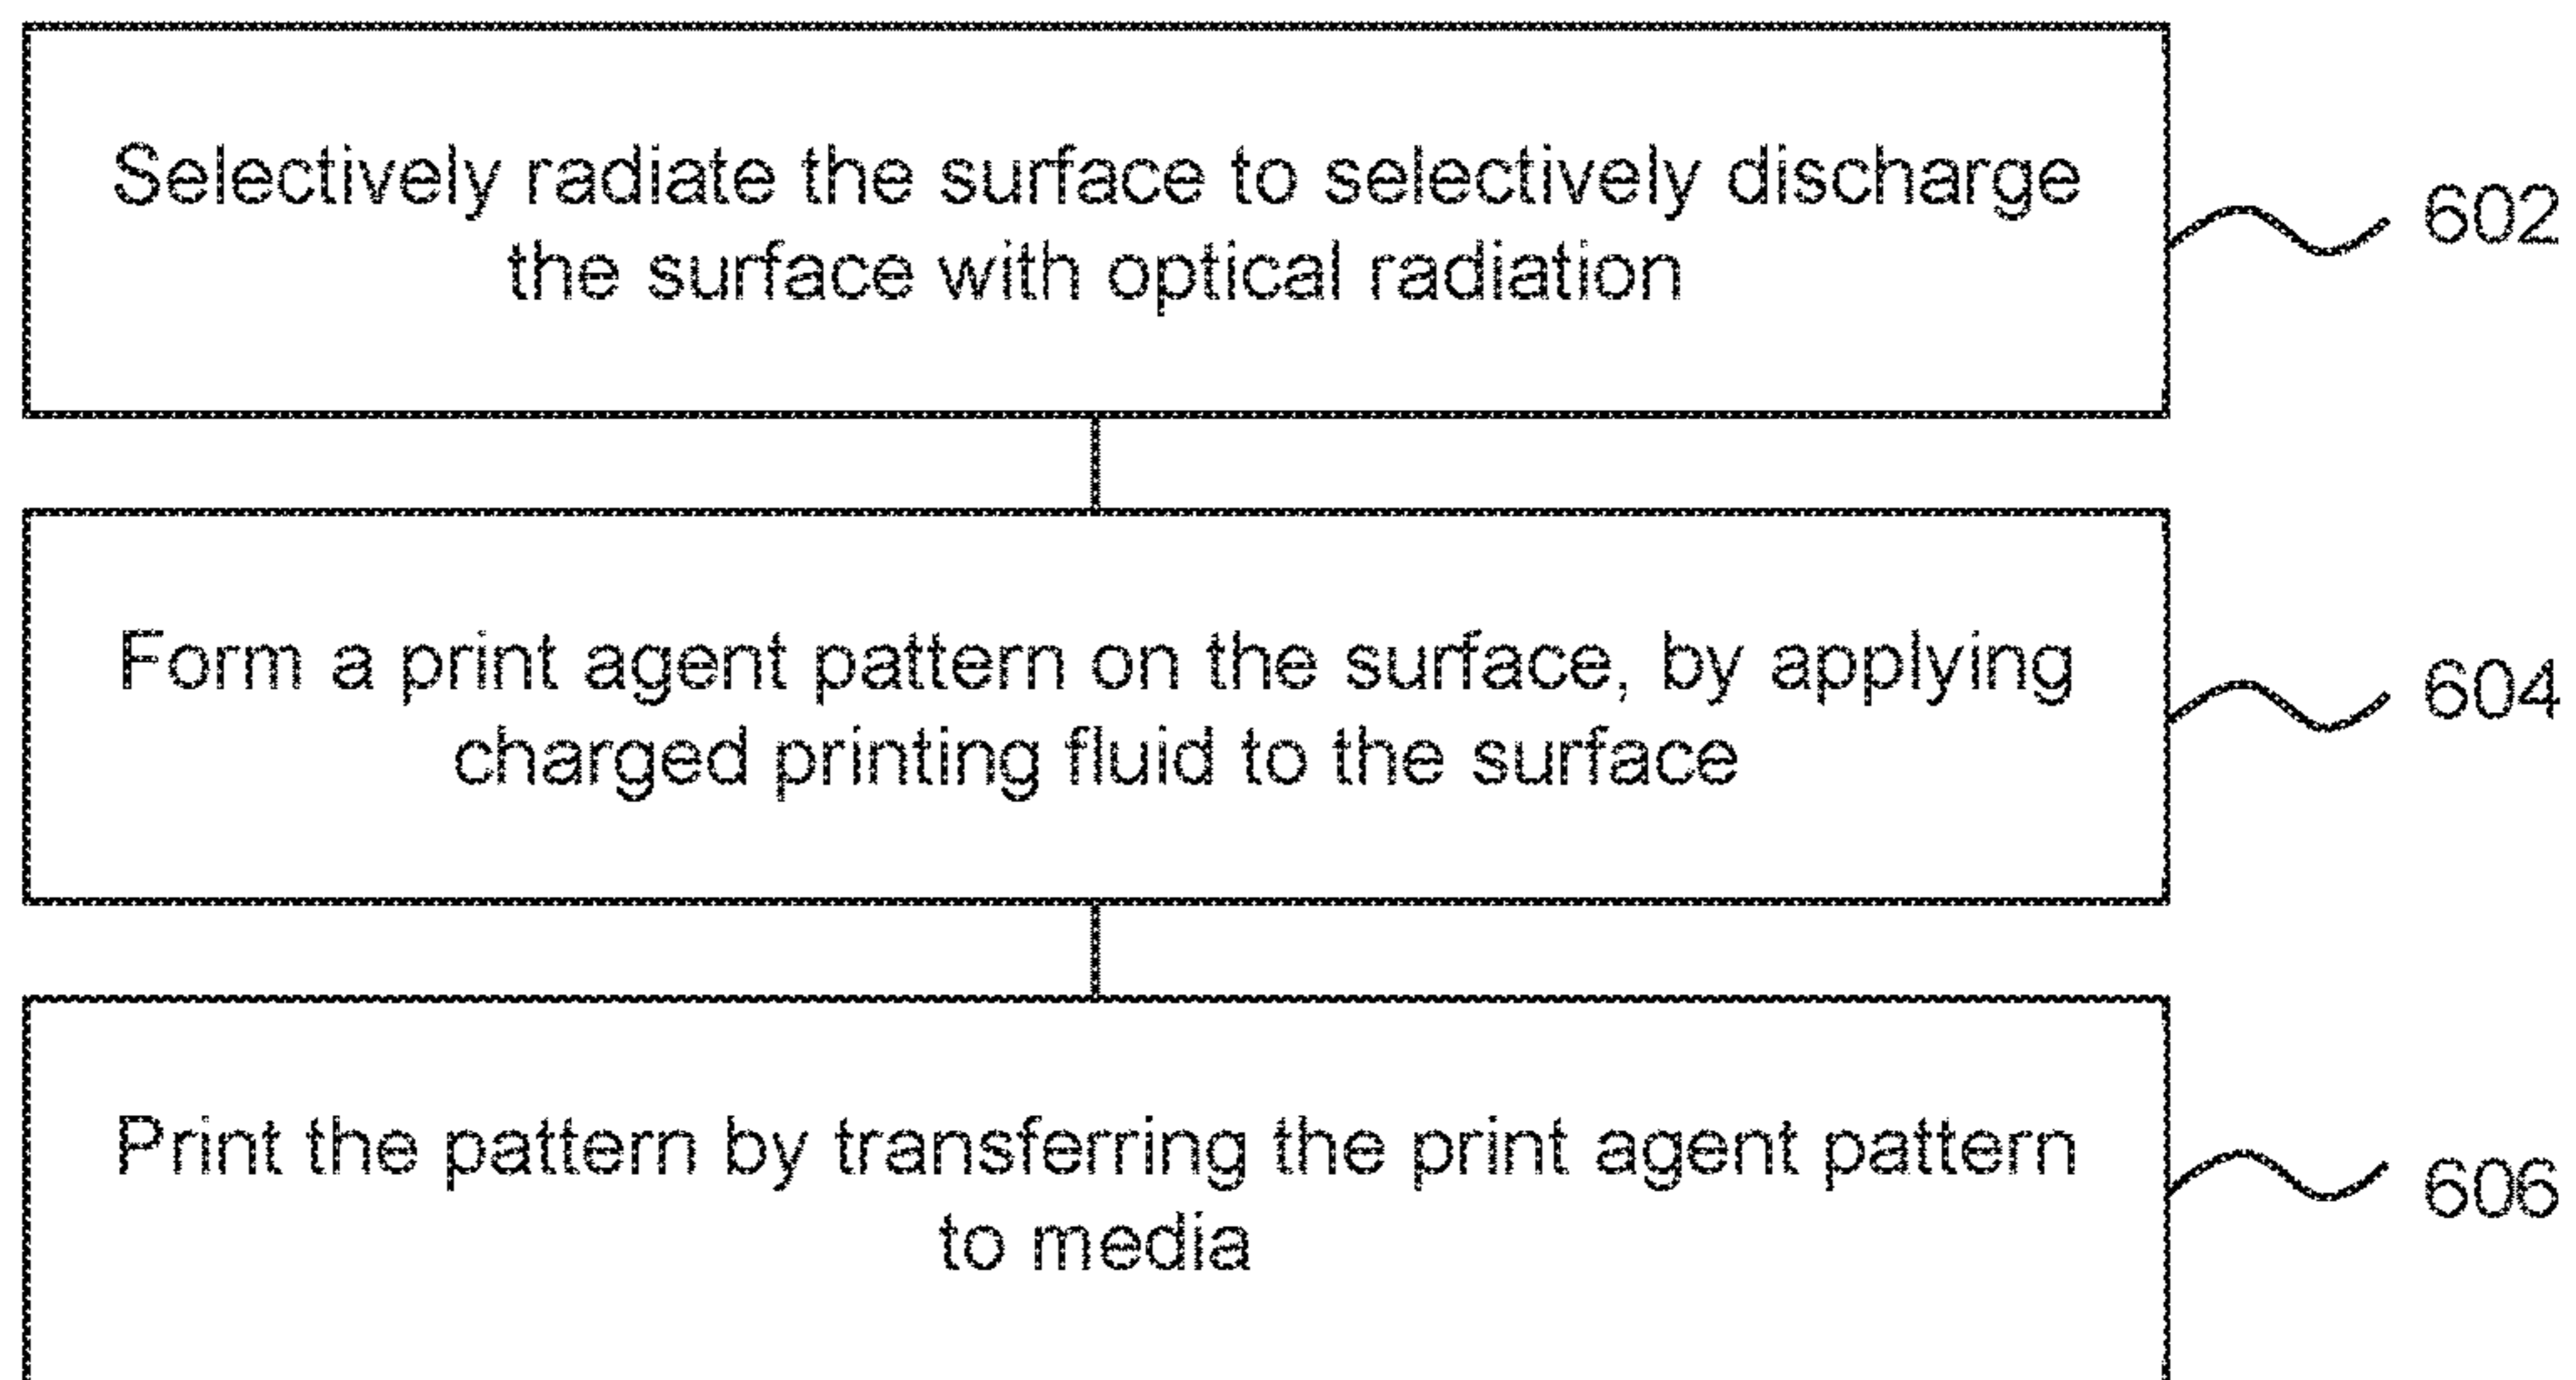 Selectively radiate the surface to selectively discharge
the surface with optical radiation
602
Form a print agent pattern on the surface, by applying
charged printing fluid to the surface
604
Print the pattern by transferring the print agent pattern
to media
606